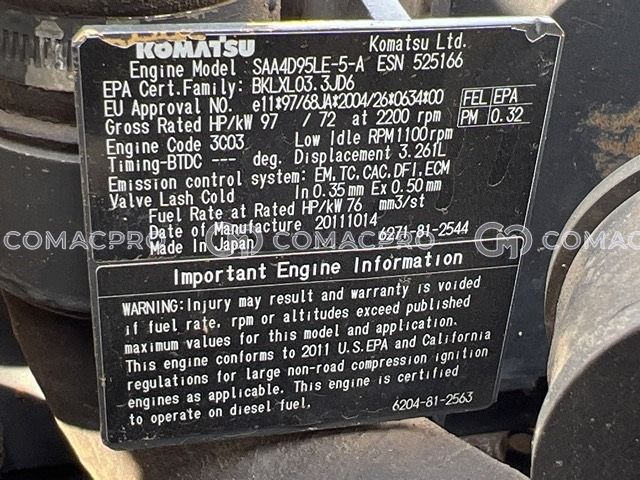 KOMATSU Komatsu Ltd.
Engine Model SAA4D95LE-5-A ESN 525166
EPA Cert.Family: BKLXL03.3JD6
EU Approval NO. e11*97/68JA*2004/26*0634*00
FEL EPA
PM 0.32
Gross Rated HP/kW 97 / 72 at 2200 rpm
Engine Code 3C03 Low Idle RPM1100rpm
Timing-BTDC --- deg. Displacement 3.261L
Emission control system: EM,TC,CAC,DFI,ECM
Valve Lash Cold In 0.35mm Ex 0.50mm
Fuel Rate at Rated HP/kW 76 mm3/st
Date of Manufacture 20111014
Made In Japan 6271-81-2544
COMACPRO COMACPRO COMACPRO
Important Engine Information
WARNING:Injury may result and warranty is voided
if fuel rate, rpm or altitudes exceed published
maximum values for this model and application.
This engine conforms to 2011 U.S.EPA and California
regulations for large non-road compression ignition
engines as applicable. This engine is certified
to operate on diesel fuel. 6204-81-2563